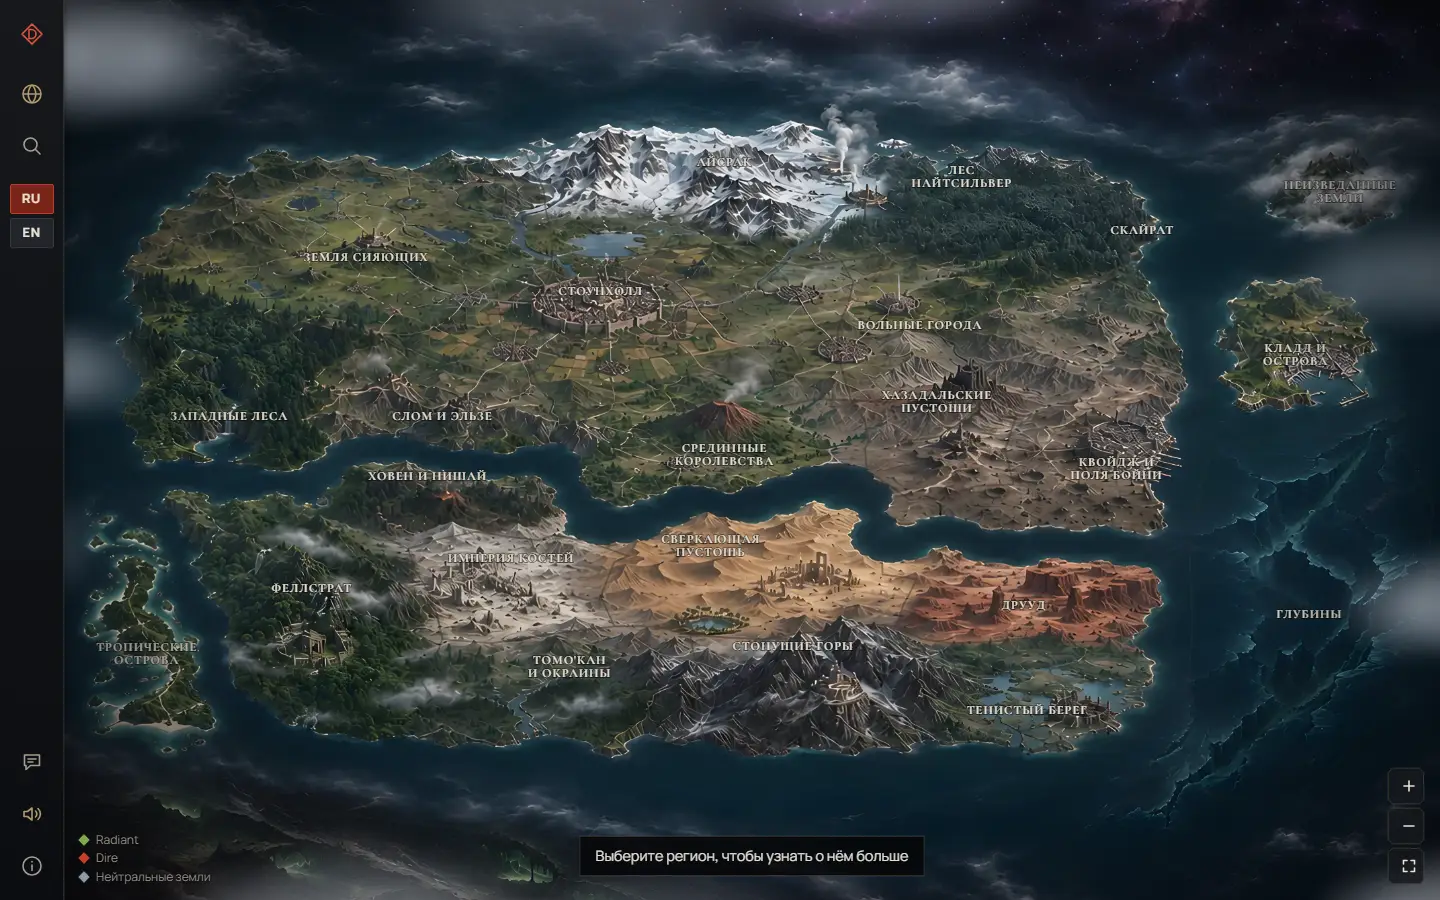 RU
EN
АЙСРАК
ЛЕС
НАЙТСИЛЬВЕР
НЕИЗВЕДАННЫЕ
ЗЕМЛИ
СКАЙРАТ
ЗЕМЛЯ СИЯЮЩИХ
СТОУНХОЛЛ
ВОЛЬНЫЕ ГОРОДА
КЛАДД И
ОСТРОВА
ХАЗАДАЛЬСКИЕ
ПУСТОШИ
ЗАПАДНЫЕ ЛЕСА
СЛОМ И ЭЛЬЗЕ
СРЕДИННЫЕ
КОРОЛЕВСТВА
КВОЙДЖ И
ПОЛЯ БОЙНИ
ХОВЕН И НИШАЙ
СВЕРКАЮЩАЯ
ПУСТОШЬ
ИМПЕРИЯ КОСТЕЙ
ФЕЛЛСТРАТ
ДРУУД
ГЛУБИНЫ
ТРОПИЧЕСКИЕ
ОСТРОВА
СТОНУЩИЕ ГОРЫ
ТОМО'КАН
И ОКРАИНЫ
ТЕНИСТЫЙ БЕРЕГ
Radiant
Dire
Нейтральные земли
Выберите регион, чтобы узнать о нём больше